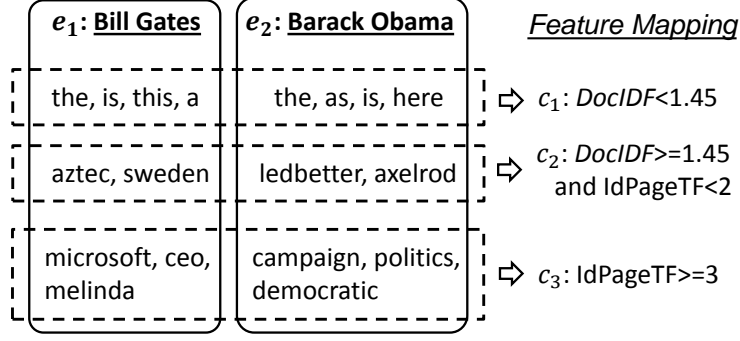 e₁: Bill Gates e₂: Barack Obama Feature Mapping
the, is, this, a the, as, is, here c₁: DocIDF<1.45
aztec, sweden ledbetter, axelrod c₂: DocIDF>=1.45
and IdPageTF<2
microsoft, ceo, campaign, politics, c₃: IdPageTF>=3
melinda democratic